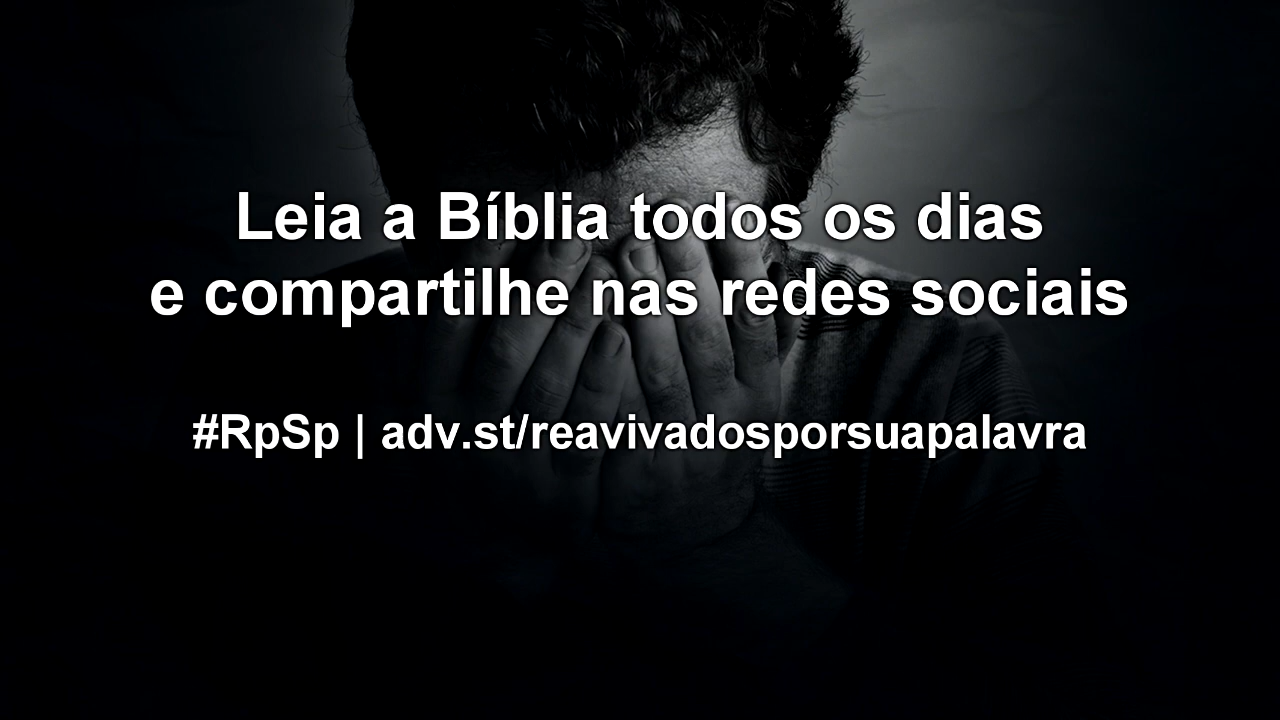 Leia a Bíblia todos os dias
e compartilhe nas redes sociais
#RpSp | adv.st/reavivadosporsuapalavra